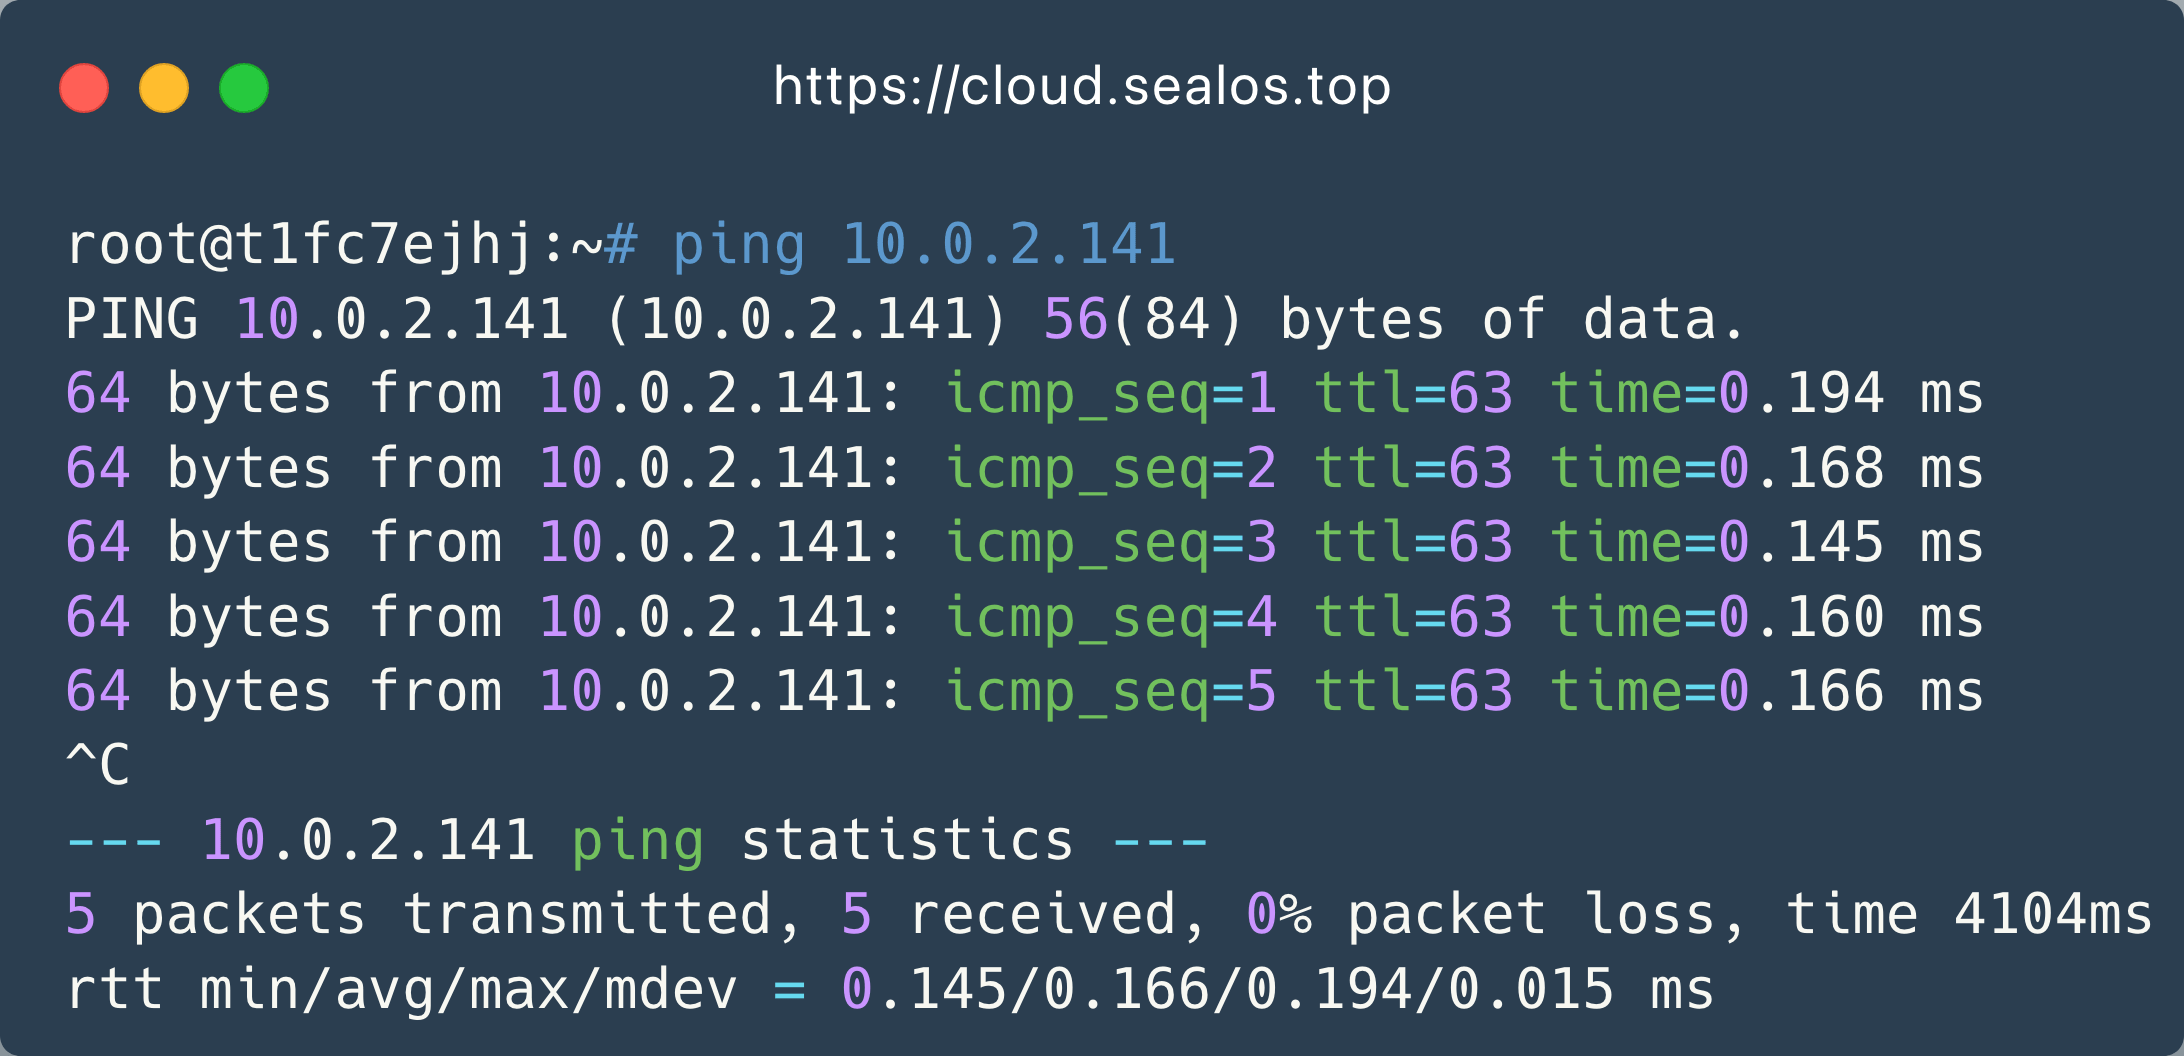 https://cloud.sealos.top
root@t1fc7ejhj:~# ping 10.0.2.141
PING 10.0.2.141 (10.0.2.141) 56(84) bytes of data.
64 bytes from 10.0.2.141: icmp_seq=1 ttl=63 time=0.194 ms
64 bytes from 10.0.2.141: icmp_seq=2 ttl=63 time=0.168 ms
64 bytes from 10.0.2.141: icmp_seq=3 ttl=63 time=0.145 ms
64 bytes from 10.0.2.141: icmp_seq=4 ttl=63 time=0.160 ms
64 bytes from 10.0.2.141: icmp_seq=5 ttl=63 time=0.166 ms
^C
--- 10.0.2.141 ping statistics ---
5 packets transmitted, 5 received, 0% packet loss, time 4104ms
rtt min/avg/max/mdev = 0.145/0.166/0.194/0.015 ms